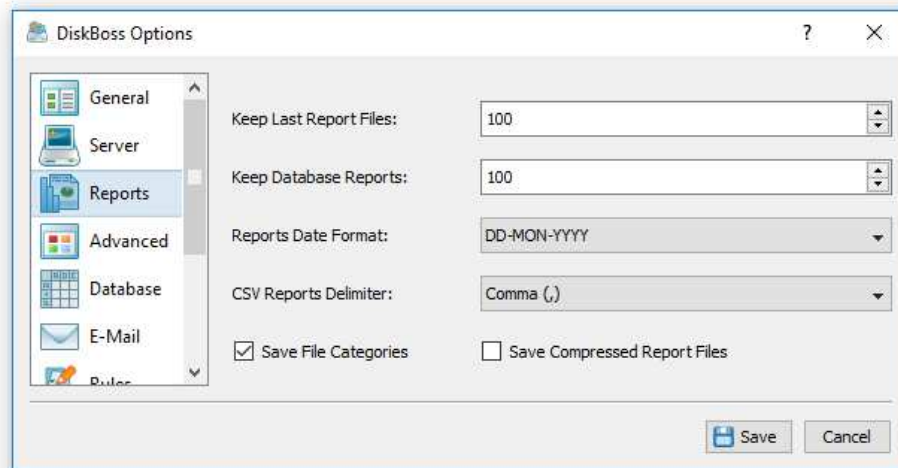 DiskBoss Options
?
General
Server
Reports
Advanced
Database
E-Mail
Rules
Keep Last Report Files:
100
Keep Database Reports:
100
Reports Date Format:
DD-MON-YYYY
CSV Reports Delimiter:
Comma (,)
Save File Categories
Save Compressed Report Files
Save
Cancel